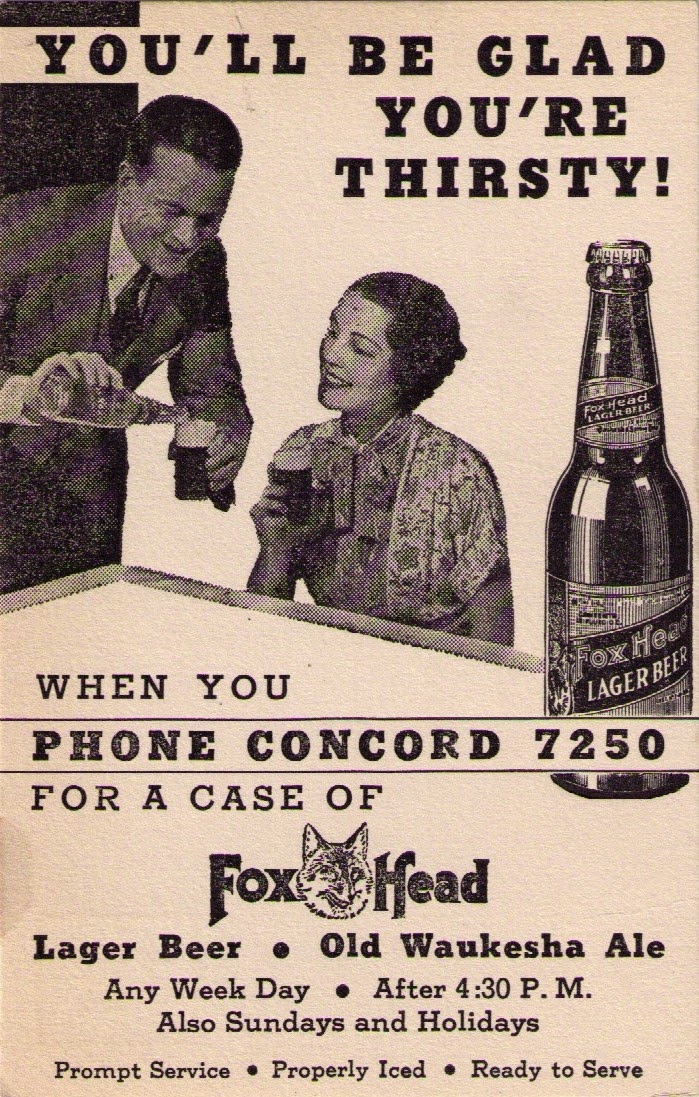 YOU'LL BE GLAD
YOU'RE
THIRSTY!
Fox Head
LAGER BEER
Fox Head
LAGER BEER
WHEN YOU
PHONE CONCORD 7250
FOR A CASE OF
Fox Head
Lager Beer • Old Waukesha Ale
Any Week Day • After 4:30 P. M.
Also Sundays and Holidays
Prompt Service • Properly Iced • Ready to Serve